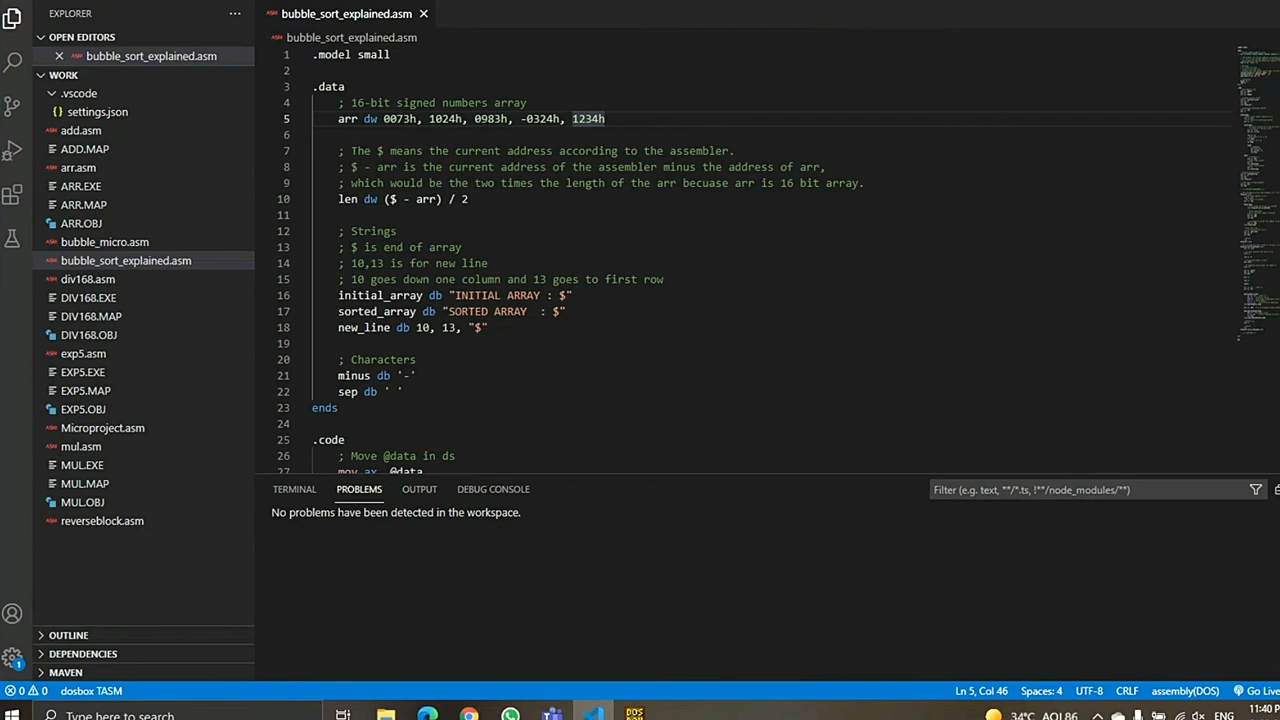 EXPLORER
bubble_sort_explained.asm
OPEN EDITORS
bubble_sort_explained.asm
WORK
.vscode
settings.json
add.asm
ADD.MAP
arr.asm
ARR.EXE
ARR.MAP
ARR.OBJ
bubble_micro.asm
bubble_sort_explained.asm
div168.asm
DIV168.EXE
DIV168.MAP
DIV168.OBJ
exp5.asm
EXP5.EXE
EXP5.MAP
EXP5.OBJ
Microproject.asm
mul.asm
MUL.EXE
MUL.MAP
MUL.OBJ
reverseblock.asm
OUTLINE
DEPENDENCIES
MAVEN
bubble_sort_explained.asm
1 .model small
2
3 .data
4 ; 16-bit signed numbers array
5 arr dw 0073h, 1024h, 0983h, -0324h, 1234h
6
7 ; The $ means the current address according to the assembler.
8 ; $ - arr is the current address of the assembler minus the address of arr,
9 ; which would be the two times the length of the arr becuase arr is 16 bit array.
10 len dw ($ - arr) / 2
11
12 ; Strings
13 ; $ is end of array
14 ; 10,13 is for new line
15 ; 10 goes down one column and 13 goes to first row
16 initial_array db "INITIAL ARRAY : $"
17 sorted_array db "SORTED ARRAY  : $"
18 new_line db 10, 13, "$"
19
20 ; Characters
21 minus db '-'
22 sep db ' '
23 ends
24
25 .code
26 ; Move @data in ds
27 mov ax, @data
TERMINAL PROBLEMS OUTPUT DEBUG CONSOLE
Filter (e.g. text, **/*.ts, !**/node_modules/**)
No problems have been detected in the workspace.
1
0 0 dosbox TASM
Ln 5, Col 46 Spaces: 4 UTF-8 CRLF assembly(DOS) Go Live
Type here to search
DOS
34°C AQI 86
ENG
11:40 P